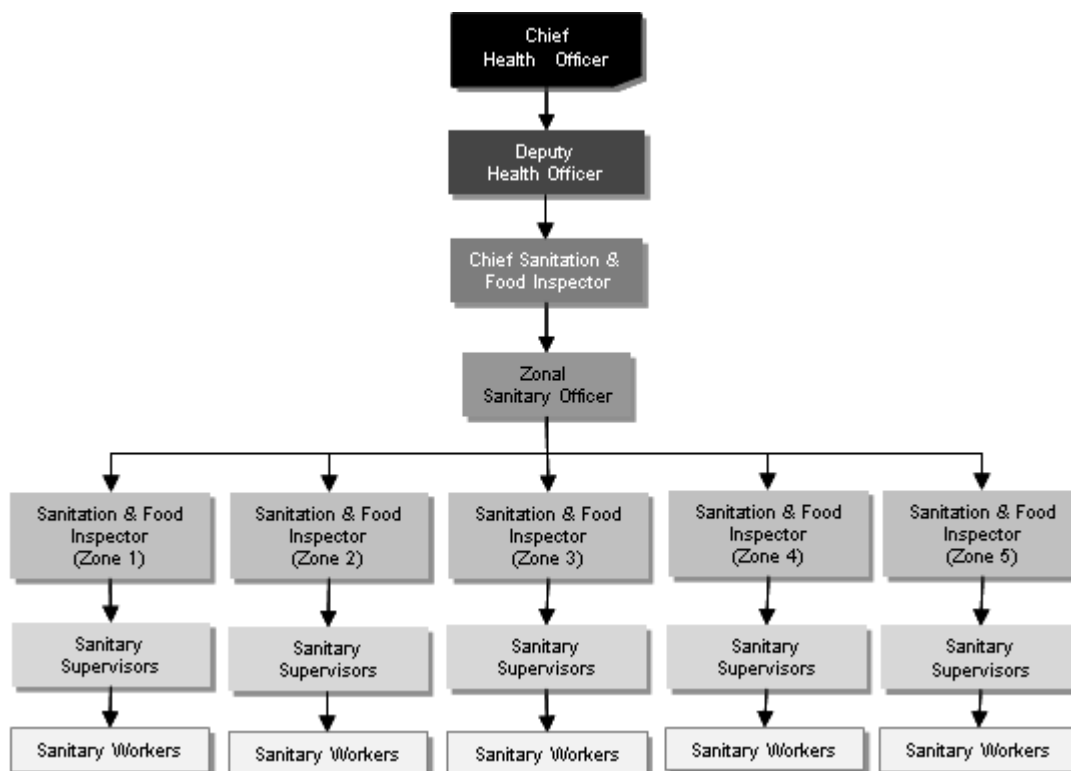 Chief
Health Officer
Deputy
Health Officer
Chief Sanitation &
Food Inspector
Zonal
Sanitary Officer
Sanitation & Food
Inspector
(Zone 1)
Sanitation & Food
Inspector
(Zone 2)
Sanitation & Food
Inspector
(Zone 3)
Sanitation & Food
Inspector
(Zone 4)
Sanitation & Food
Inspector
(Zone 5)
Sanitary
Supervisors
Sanitary
Supervisors
Sanitary
Supervisors
Sanitary
Supervisors
Sanitary
Supervisors
Sanitary Workers
Sanitary Workers
Sanitary Workers
Sanitary Workers
Sanitary Workers